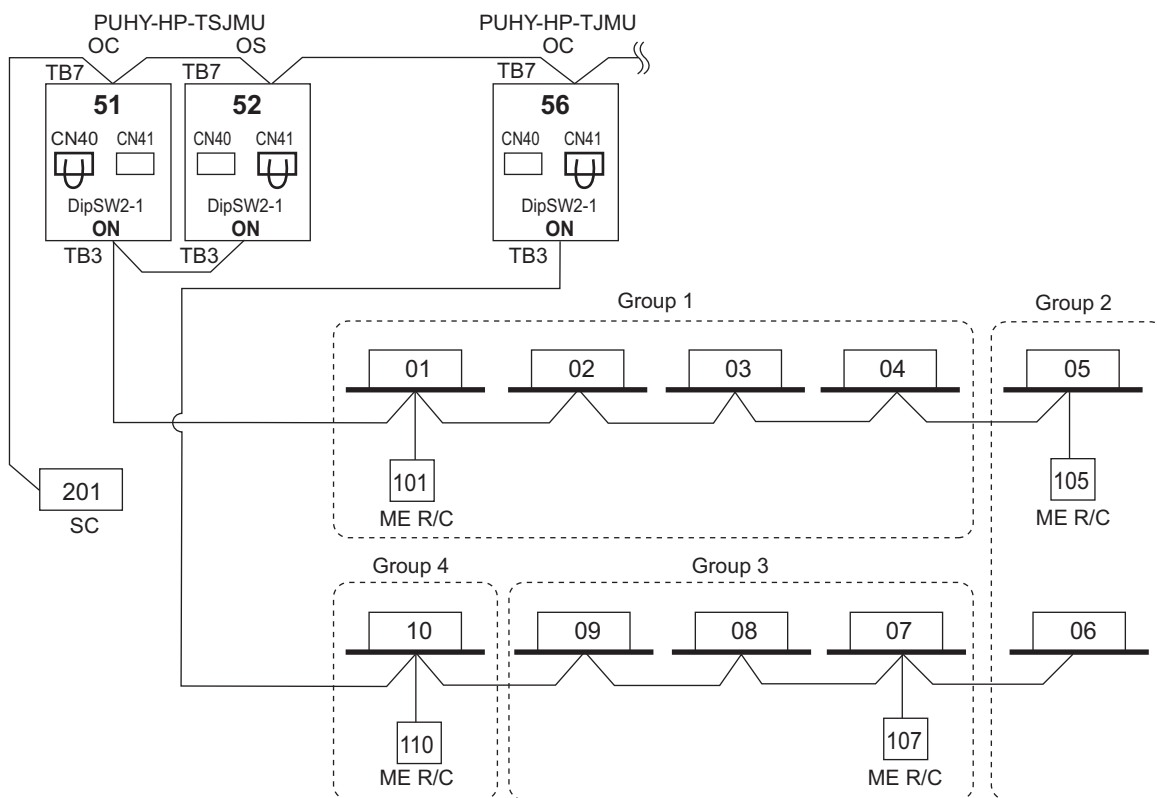 PUHY-HP-TSJMU
PUHY-HP-TJMU
OC
OS
OC
TB7
TB7
TB7
51
52
56
CN40
CN41
CN40
CN41
CN40
CN41
DipSW2-1
DipSW2-1
DipSW2-1
ON
ON
ON
TB3
TB3
TB3
Group 1
Group 2
01
02
03
04
05
101
105
ME R/C
ME R/C
201
SC
Group 4
Group 3
10
09
08
07
06
110
107
ME R/C
ME R/C